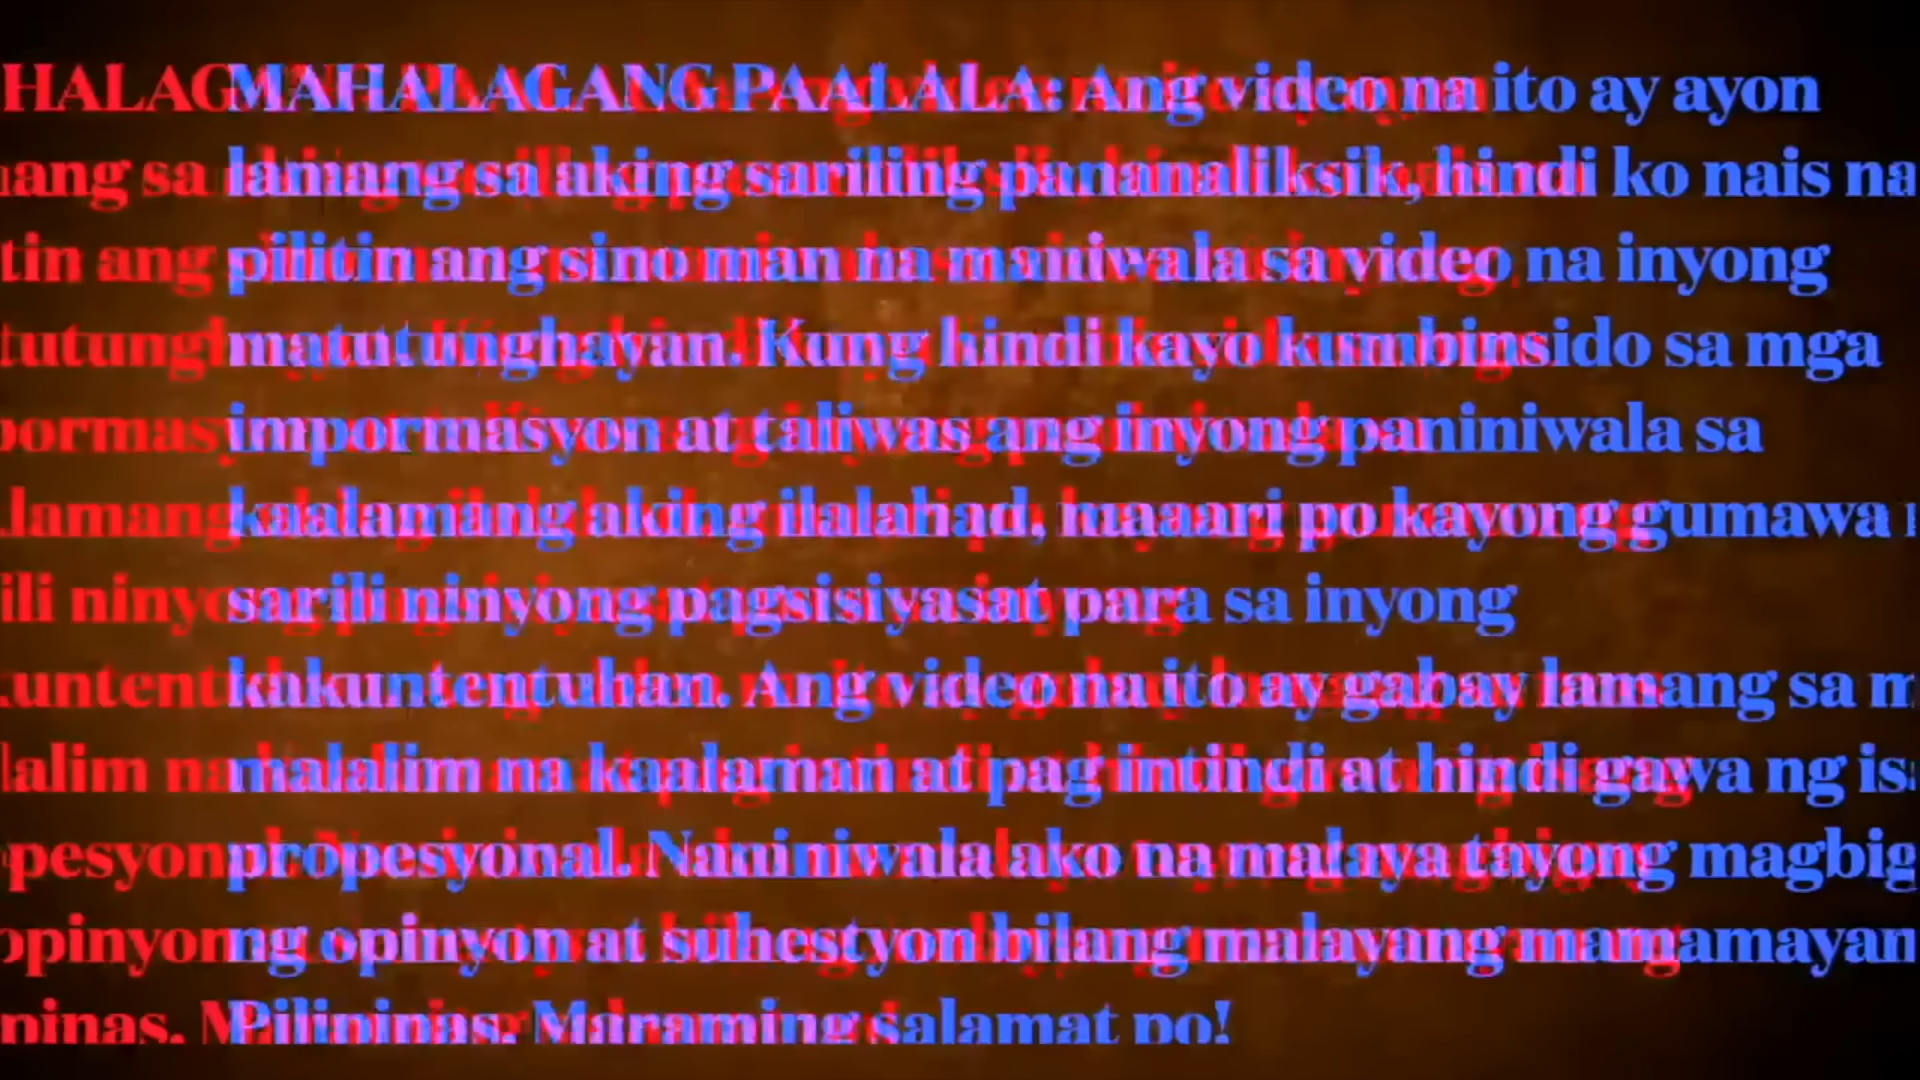 MAHALAGANG PAALALA: Ang video na ito ay ayon
lamang sa aking sariling pananaliksik, hindi ko nais na
pilitin ang sino man na maniwala sa video na inyong
matutunghayan. Kung hindi kayo kumbinsido sa mga
impormasyon at taliwas ang inyong paniniwala sa
kaalamang aking ilalahad, maaari po kayong gumawa
sarili ninyong pagsisiyasat para sa inyong
kakuntentuhan. Ang video na ito ay gabay lamang sa m
malalim na kaalaman at pag intindi at hindi gawa ng is
propesyonal. Naniniwala ako na malaya tayong magbig
ng opinyon at suhestyon bilang malayang mamamayan
Pilipinas. Maraming salamat po!